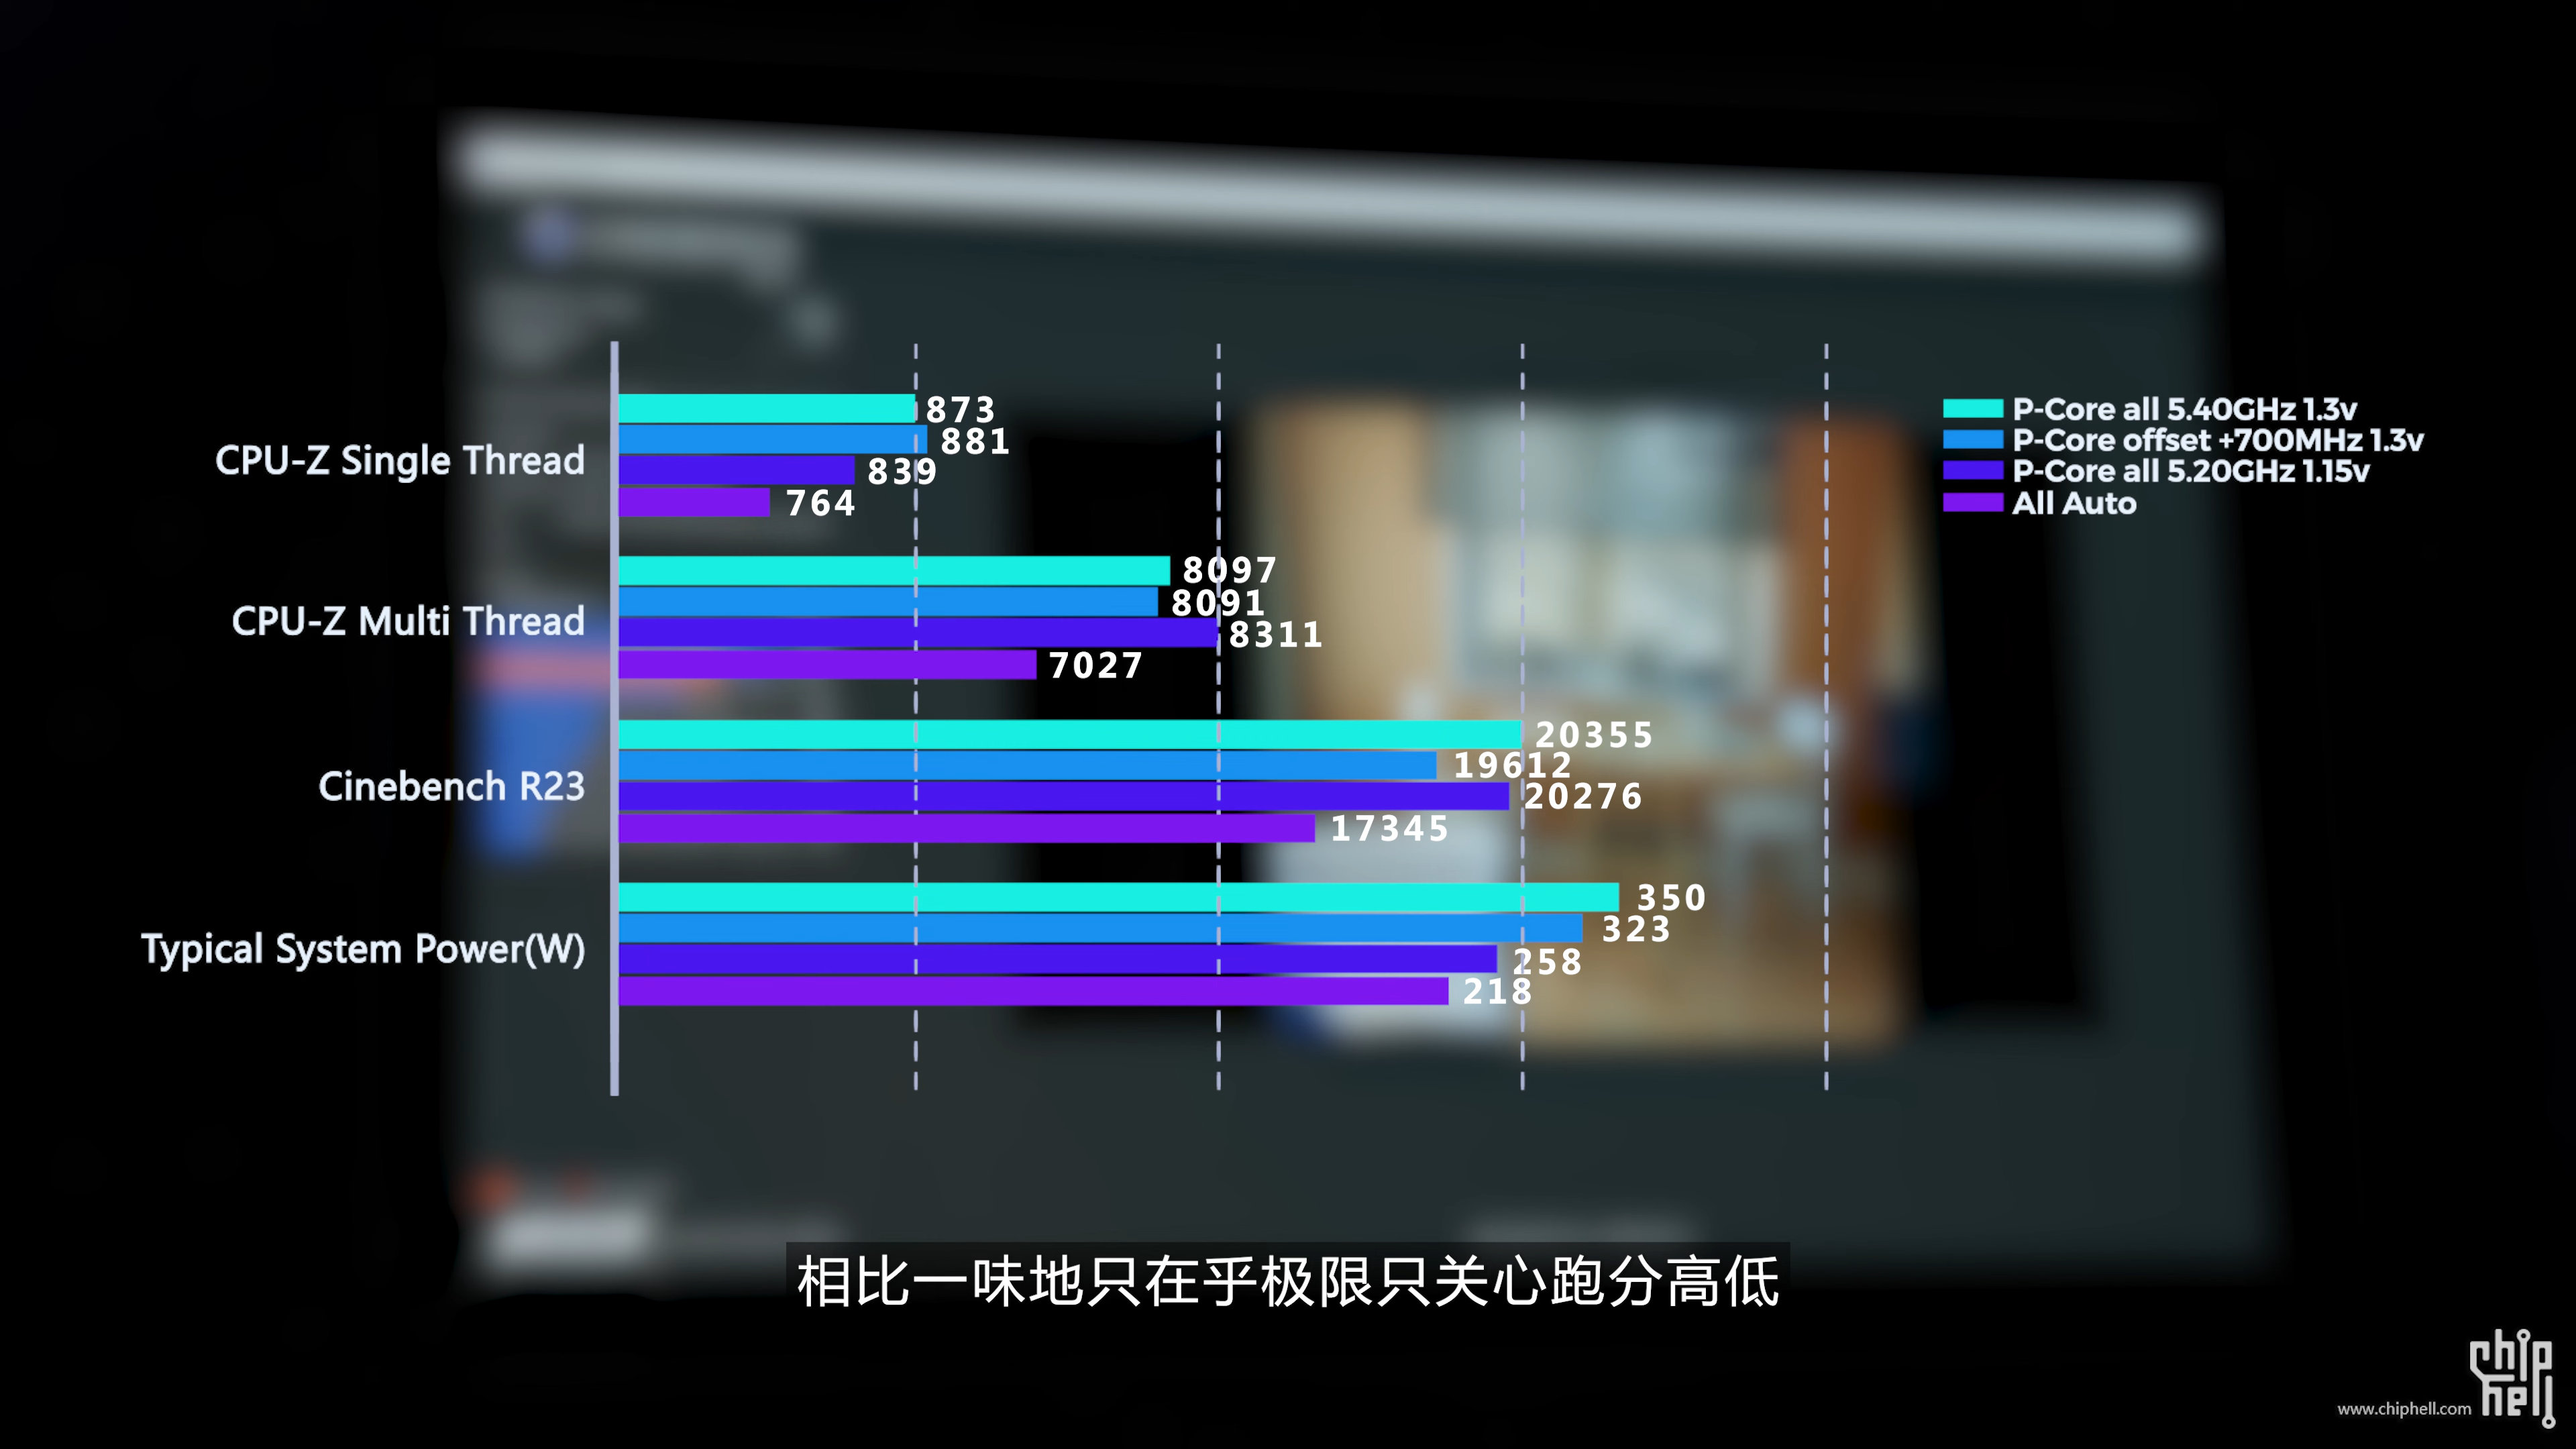 CPU-Z Single Thread
873
881
839
764
CPU-Z Multi Thread
8097
8091
8311
7027
Cinebench R23
20355
19612
20276
17345
Typical System Power(W)
350
323
258
218
P-Core all 5.40GHz 1.3v
P-Core offset +700MHz 1.3v
P-Core all 5.20GHz 1.15v
All Auto
相比一味地只在乎极限只关心跑分高低
www.chiphell.com
chip
hell